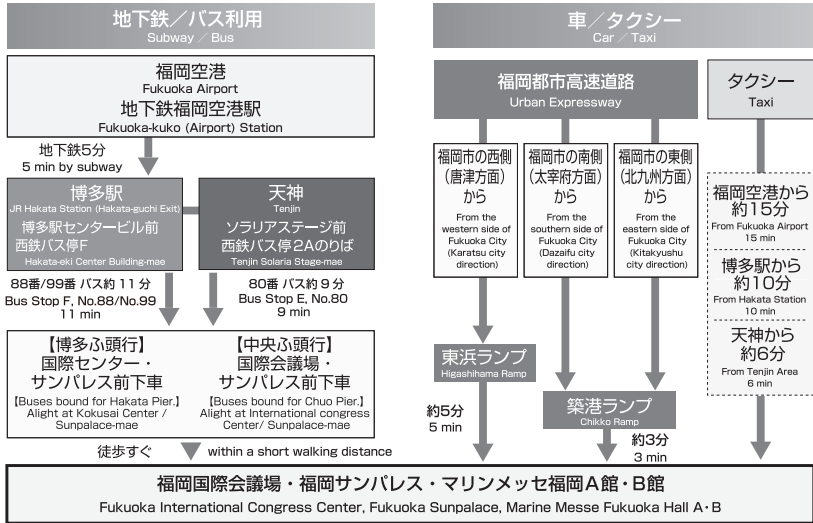 地下鉄／バス利用
Subway ／ Bus
福岡空港
Fukuoka Airport
地下鉄福岡空港駅
Fukuoka-kuko (Airport) Station
地下鉄5分
5 min by subway
博多駅
JR Hakata Station (Hakata-guchi Exit)
博多駅センタービル前
西鉄バス停F
Hakata-eki Center Building-mae
天神
Tenjin
ソラリアステージ前
西鉄バス停2Aのりば
Tenjin Solaria Stage-mae
88番/99番 バス約11分
Bus Stop F, No.88/No.99
11 min
80番 バス約9分
Bus Stop E, No.80
9 min
【博多ふ頭行】
国際センター・
サンパレス前下車
【Buses bound for Hakata Pier.】
Alight at Kokusai Center /
Sunpalace-mae
【中央ふ頭行】
国際会議場・
サンパレス前下車
【Buses bound for Chuo Pier.】
Alight at International congress
Center/ Sunpalace-mae
徒歩すぐ
within a short walking distance
車／タクシー
Car ／ Taxi
福岡都市高速道路
Urban Expressway
福岡市の西側
（唐津方面）
から
From the
western side of
Fukuoka City
(Karatsu city
direction)
福岡市の南側
（太宰府方面）
から
From the
southern side of
Fukuoka city
(Dazaifu city
direction)
福岡市の東側
（北九州方面）
から
From the
eastern side of
Fukuoka City
(Kitakyushu
city direction)
東浜ランプ
Higashihama Ramp
約5分
5 min
築港ランプ
Chikko Ramp
約3分
3 min
タクシー
Taxi
福岡空港から
約15分
From Fukuoka Airport
15 min
博多駅から
約10分
From Hakata Station
10 min
天神から
約6分
From Tenjin Area
6 min
福岡国際会議場・福岡サンパレス・マリンメッセ福岡A館・B館
Fukuoka International Congress Center, Fukuoka Sunpalace, Marine Messe Fukuoka Hall A・B